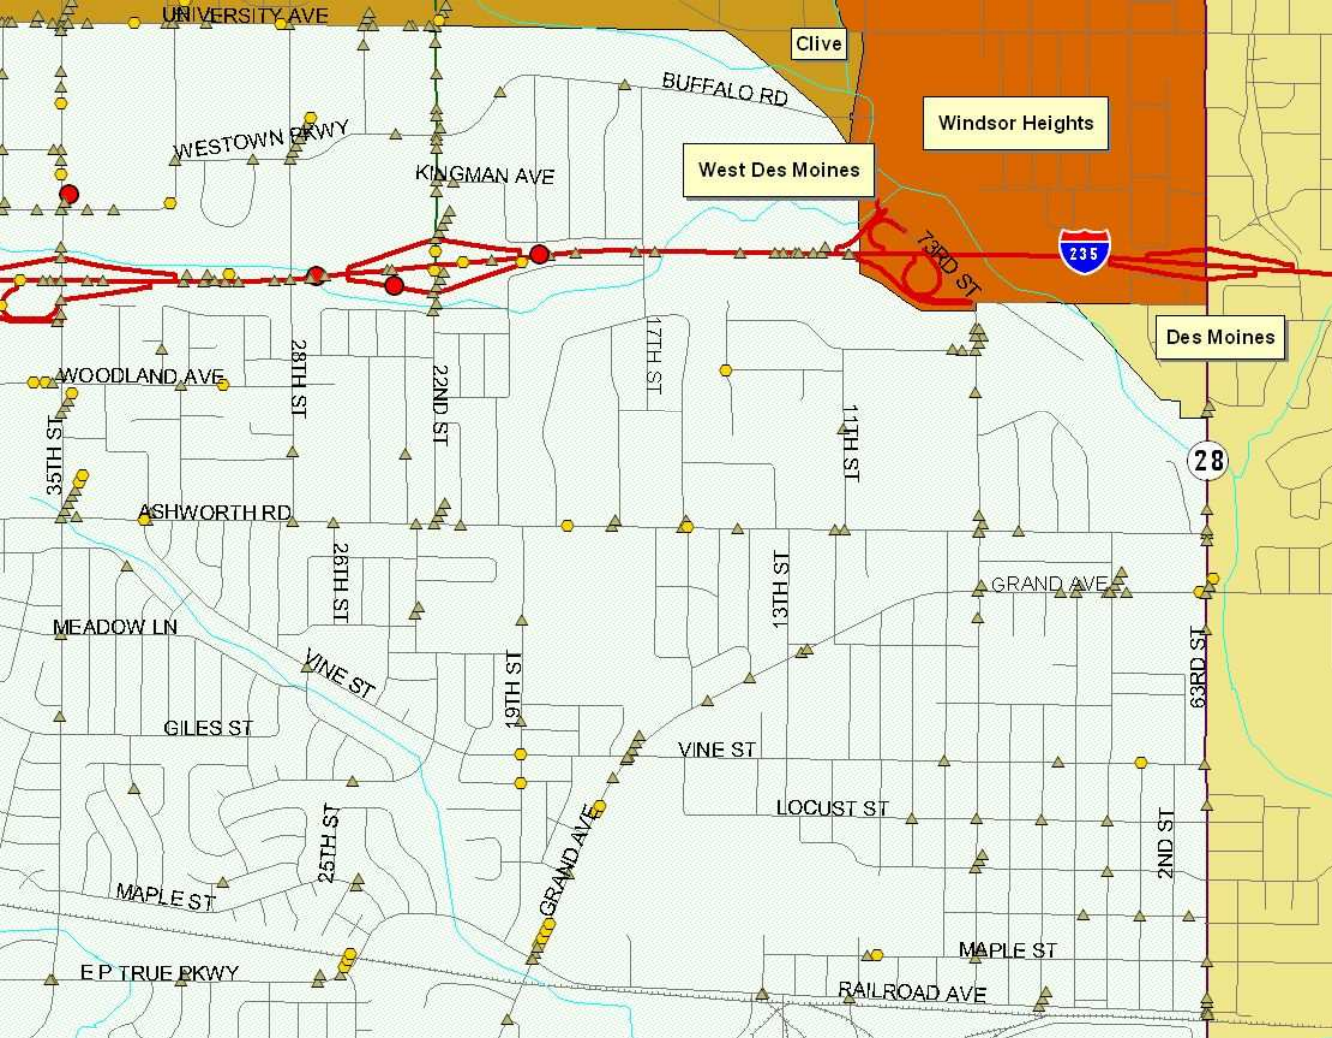 UNIVERSITY AVE
Clive
BUFFALO RD
Windsor Heights
WESTOWN PKWY
West Des Moines
KINGMAN AVE
73RD ST
235
Des Moines
28TH ST
17TH ST
WOODLAND AVE
22ND ST
35TH ST
11TH ST
28
ASHWORTH RD
26TH ST
13TH ST
GRAND AVE
MEADOW LN
VINE ST
19TH ST
63RD ST
GILES ST
VINE ST
LOCUST ST
25TH ST
GRAND AVE
2ND ST
MAPLE ST
MAPLE ST
E P TRUE PKWY
RAILROAD AVE